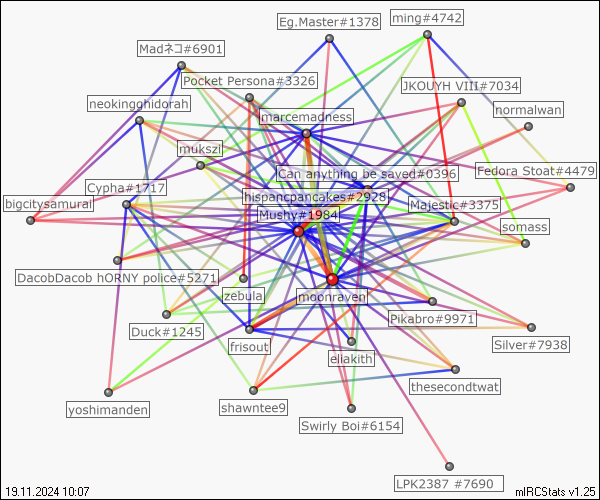 Eg.Master#1378
ming#4742
Madネコ#6901
Pocket Persona#3326
JKOUYH VIII#7034
neokingghidorah
marcemadness
normalwan
mukszi
Can anything be saved#0396
Fedora Stoat#4479
Cypha#1717
hispancpancakes#2928
bigcitysamurai
Mushy#1984
Majestic#3375
somass
DacobDacob hORNY police#5271
zebula
moonraven
Pikabro#9971
Duck#1245
frisout
eliakith
Silver#7938
thesecondtwat
yoshimanden
shawntee9
Swirly Boi#6154
LPK2387 #7690
19.11.2024 10:07
mIRCStats v1.25